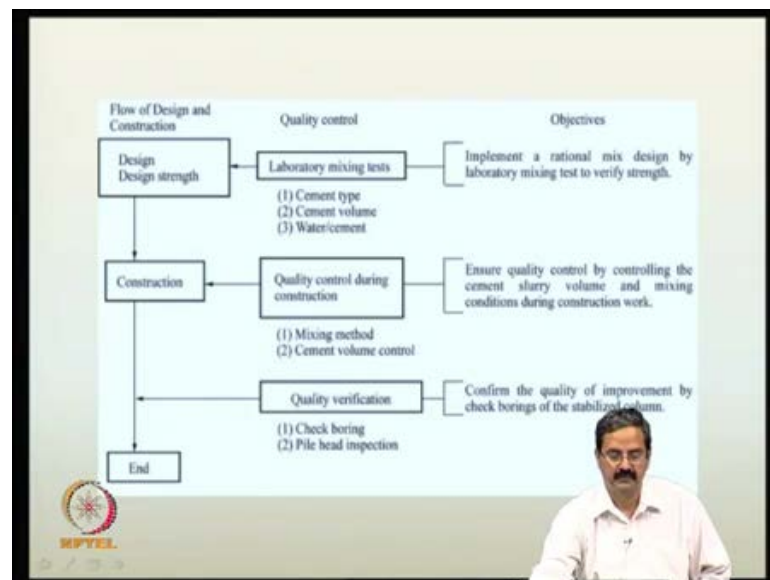 Flow of Design and
Construction
Quality control
Objectives
Design
Design strength
Laboratory mixing tests
(1) Cement type
(2) Cement volume
(3) Water/cement
Implement a rational mix design by
laboratory mixing test to verify strength.
Construction
Quality control during
construction
(1) Mixing method
(2) Cement volume control
Ensure quality control by controlling the
cement slurry volume and mixing
conditions during construction work.
Quality verification
(1) Check boring
(2) Pile head inspection
Confirm the quality of improvement by
check borings of the stabilized column.
End
NPTEL